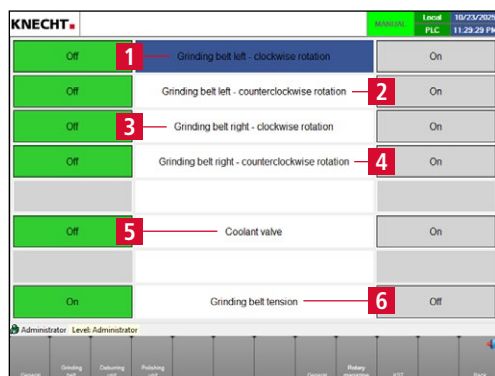 KNECHT
MANUAL
Local
10/23/2025
PLC
11:29:29 PM
Off
1
Grinding belt left - clockwise rotation
On
Off
Grinding belt left - counterclockwise rotation
2
On
Off
3
Grinding belt right - clockwise rotation
On
Off
Grinding belt right - counterclockwise rotation
4
On
Off
5
Coolant valve
On
On
Grinding belt tension
6
Off
Administrator Level: Administrator
General
Grinding belt
Deburring unit
Polishing unit
General
Rotary magazine
Back